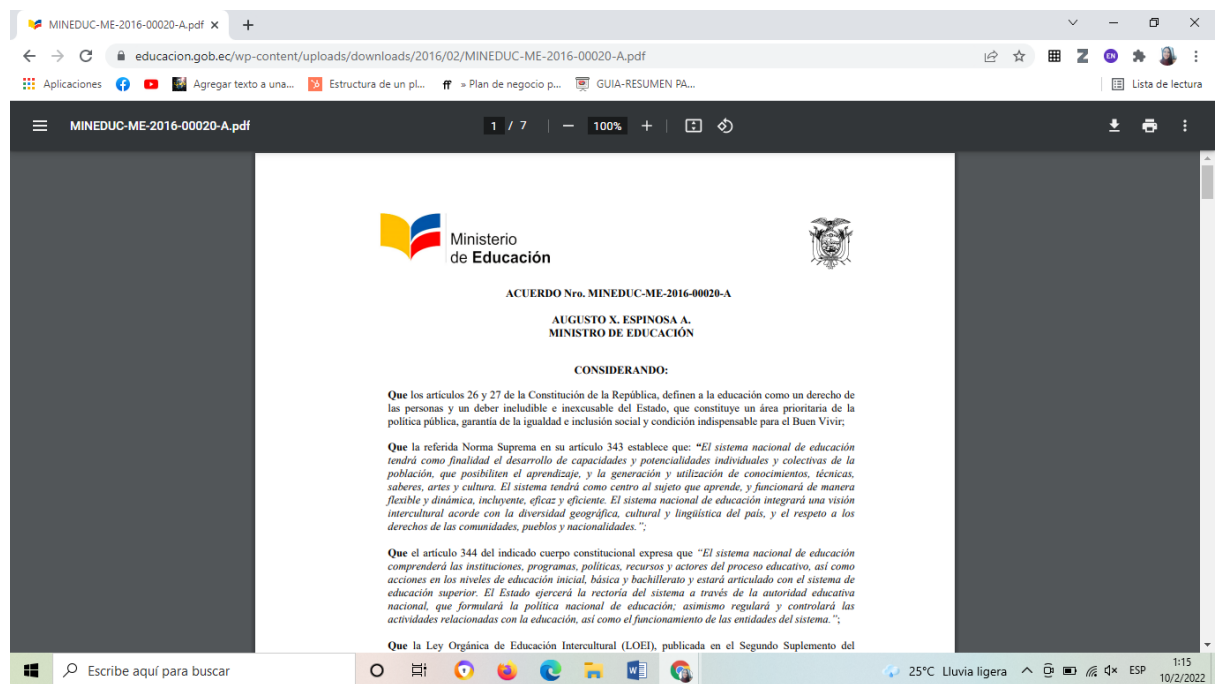 MINEDUC-ME-2016-00020-A.pdf
educacion.gob.ec/wp-content/uploads/downloads/2016/02/MINEDUC-ME-2016-00020-A.pdf
Aplicaciones Agregar texto a una... Estructura de un pl... ff » Plan de negocio p... GUIA-RESUMEN PA... Lista de lectura
MINEDUC-ME-2016-00020-A.pdf 1 / 7 100%
Ministerio
de Educación
ACUERDO Nro. MINEDUC-ME-2016-00020-A
AUGUSTO X. ESPINOSA A.
MINISTRO DE EDUCACIÓN
CONSIDERANDO:
Que los artículos 26 y 27 de la Constitución de la República, definen a la educación como un derecho de
las personas y un deber ineludible e inexcusable del Estado, que constituye un área prioritaria de la
política pública, garantía de la igualdad e inclusión social y condición indispensable para el Buen Vivir;
Que la referida Norma Suprema en su artículo 343 establece que: “El sistema nacional de educación
tendrá como finalidad el desarrollo de capacidades y potencialidades individuales y colectivas de la
población, que posibiliten el aprendizaje, y la generación y utilización de conocimientos, técnicas,
saberes, artes y cultura. El sistema tendrá como centro al sujeto que aprende, y funcionará de manera
flexible y dinámica, incluyente, eficaz y eficiente. El sistema nacional de educación integrará una visión
intercultural acorde con la diversidad geográfica, cultural y lingüística del país, y el respeto a los
derechos de las comunidades, pueblos y nacionalidades.”;
Que el artículo 344 del indicado cuerpo constitucional expresa que “El sistema nacional de educación
comprenderá las instituciones, programas, políticas, recursos y actores del proceso educativo, así como
acciones en los niveles de educación inicial, básica y bachillerato y estará articulado con el sistema de
educación superior. El Estado ejercerá la rectoría del sistema a través de la autoridad educativa
nacional, que formulará la política nacional de educación; asimismo regulará y controlará las
actividades relacionadas con la educación, así como el funcionamiento de las entidades del sistema.”;
Que la Ley Orgánica de Educación Intercultural (LOEI), publicada en el Segundo Suplemento del
Escribe aquí para buscar 25°C Lluvia ligera ESP 1:15
10/2/2022